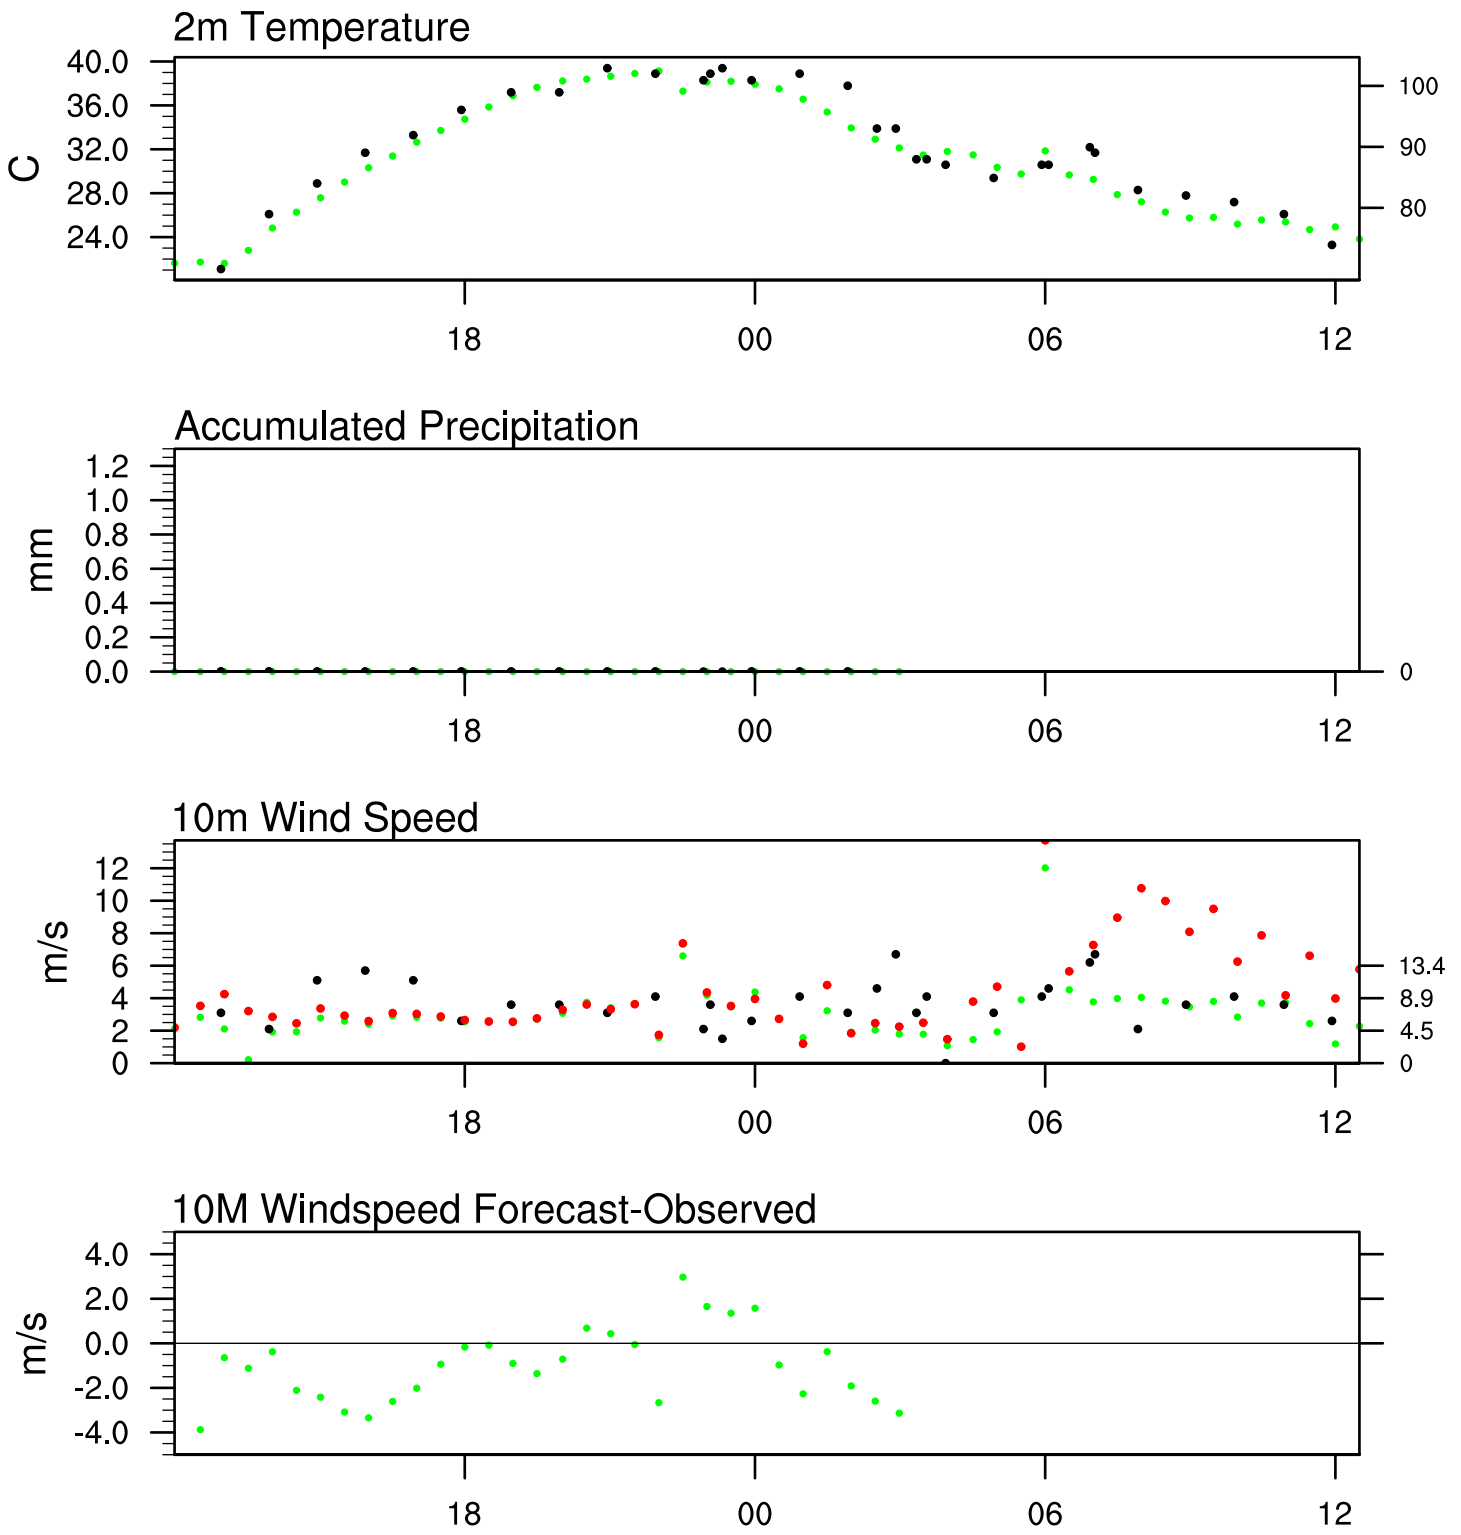 2m Temperature
40.0
36.0
32.0
28.0
24.0
C
100
90
80
18 00 06 12
Accumulated Precipitation
1.2
1.0
0.8
0.6
0.4
0.2
0.0
mm
0
18 00 06 12
10m Wind Speed
12
10
8
6
4
2
0
m/s
13.4
8.9
4.5
0
18 00 06 12
10M Windspeed Forecast-Observed
4.0
2.0
0.0
-2.0
-4.0
m/s
18 00 06 12